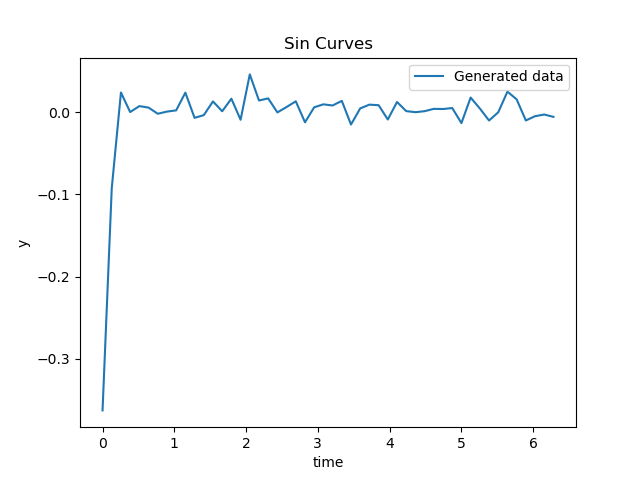 Sin Curves
Generated data
0.0
−0.1
−0.2
−0.3
y
0 1 2 3 4 5 6
time